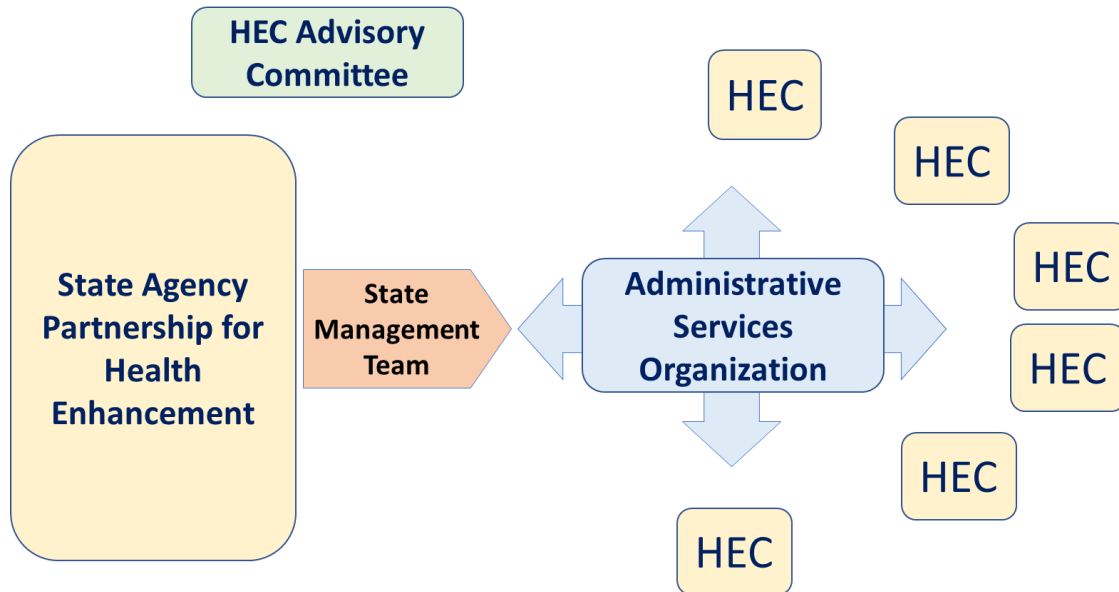 HEC Advisory
Committee
State Agency
Partnership for
Health
Enhancement
State
Management
Team
Administrative
Services
Organization
HEC
HEC
HEC
HEC
HEC
HEC